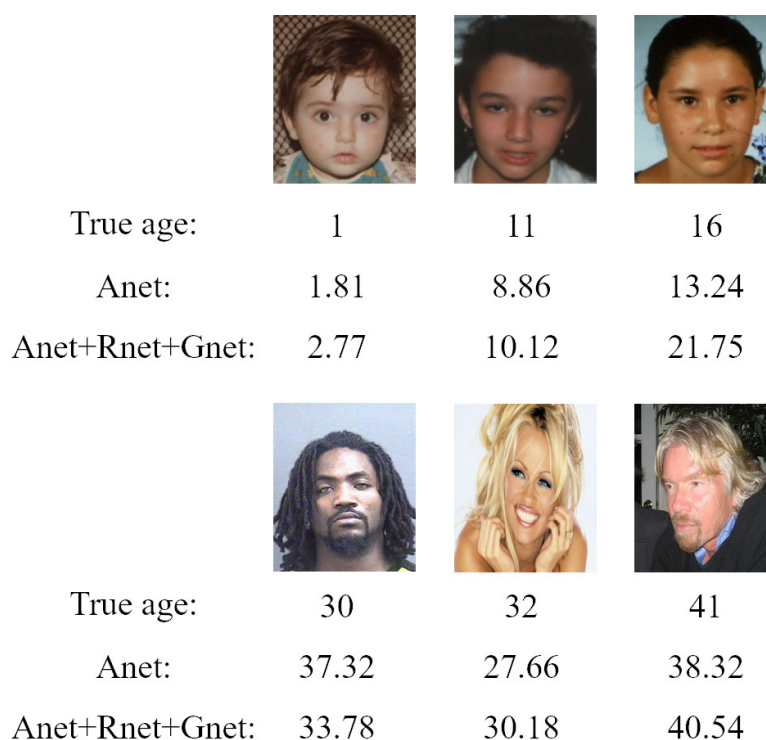 True age: 1 11 16
Anet: 1.81 8.86 13.24
Anet+Rnet+Gnet: 2.77 10.12 21.75
True age: 30 32 41
Anet: 37.32 27.66 38.32
Anet+Rnet+Gnet: 33.78 30.18 40.54